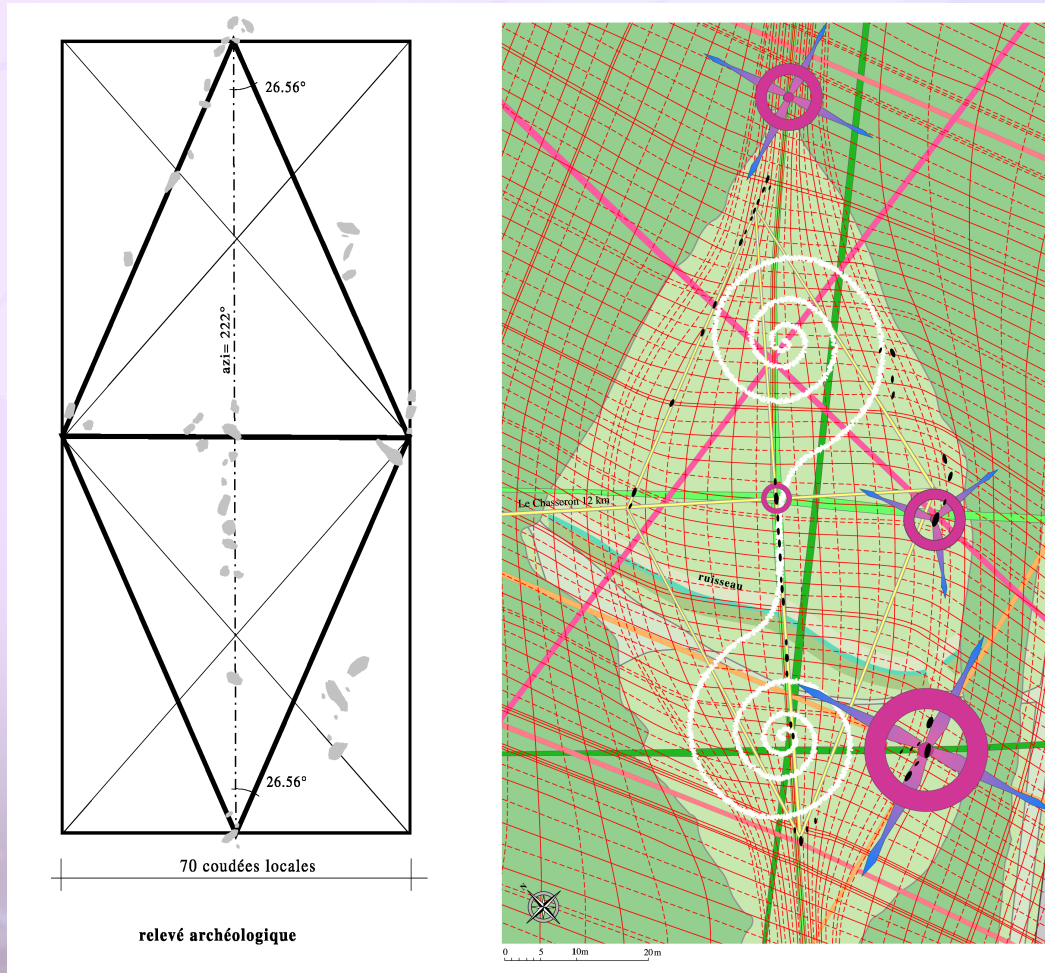 26.56°
azi= 222°
26.56°
70 coudées locales
relevé archéologique
Le Chasseron 12 km
ruisseau
0 5 10m 20m